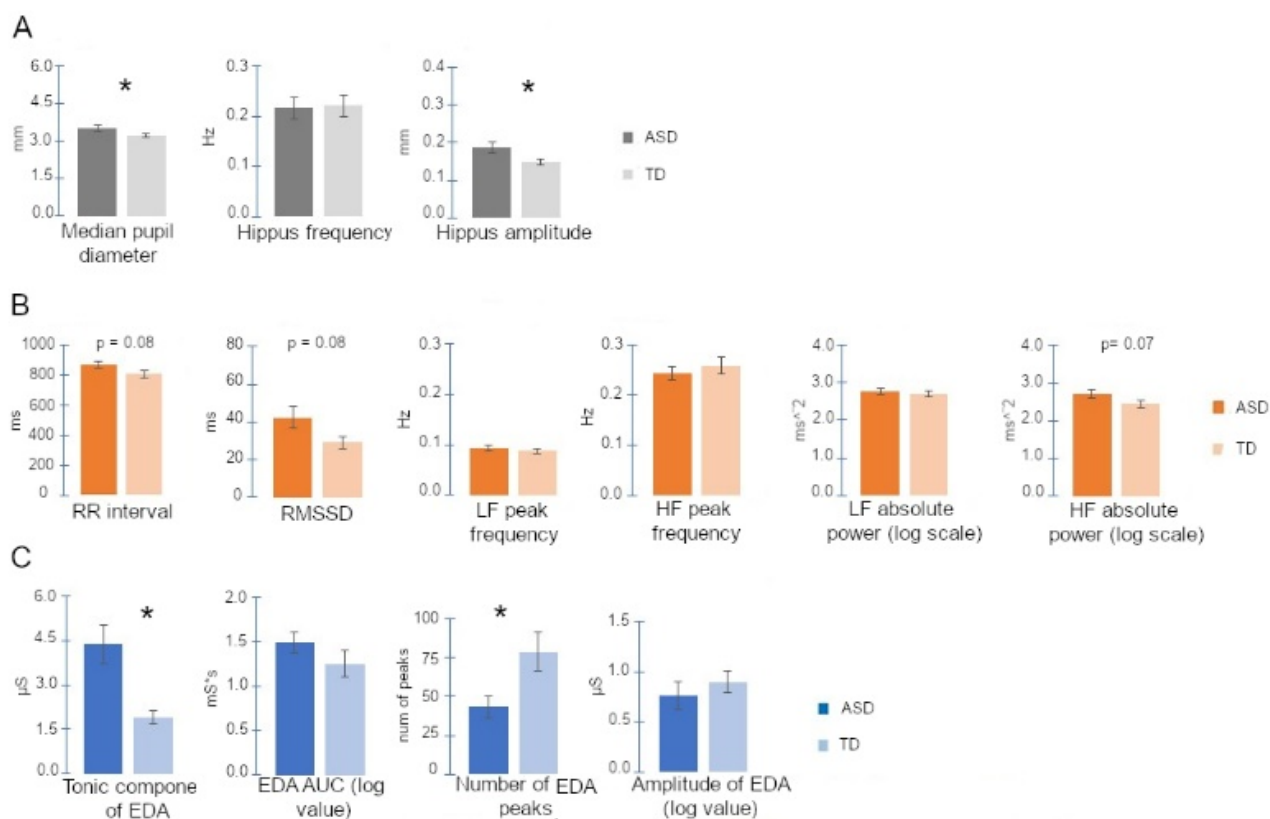 A
6.0
4.5
3.0
1.5
0.0
mm
*
Median pupil
diameter
0.3
0.2
0.1
0.0
Hz
Hippus frequency
0.4
0.3
0.2
0.1
0.0
mm
*
Hippus amplitude
ASD
TD
B
1000
800
600
400
200
0
ms
p = 0.08
RR interval
80
60
40
20
0
ms
p = 0.08
RMSSD
0.3
0.2
0.1
0.0
Hz
LF peak
frequency
0.3
0.2
0.1
0.0
Hz
HF peak
frequency
4.0
3.0
2.0
1.0
0.0
ms^2
LF absolute
power (log scale)
4.0
3.0
2.0
1.0
0.0
ms^2
p= 0.07
HF absolute
power (log scale)
ASD
TD
C
6.0
4.5
3.0
1.5
0.0
µS
*
Tonic compone
of EDA
2.0
1.5
1.0
0.5
0.0
mS*s
EDA AUC (log
value)
100
75
50
25
0
num of peaks
*
Number of EDA
peaks
1.5
1.0
0.5
0.0
µS
Amplitude of EDA
(log value)
ASD
TD